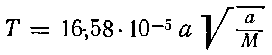 T = 16,58 · 10⁻⁵ a √(a/M)